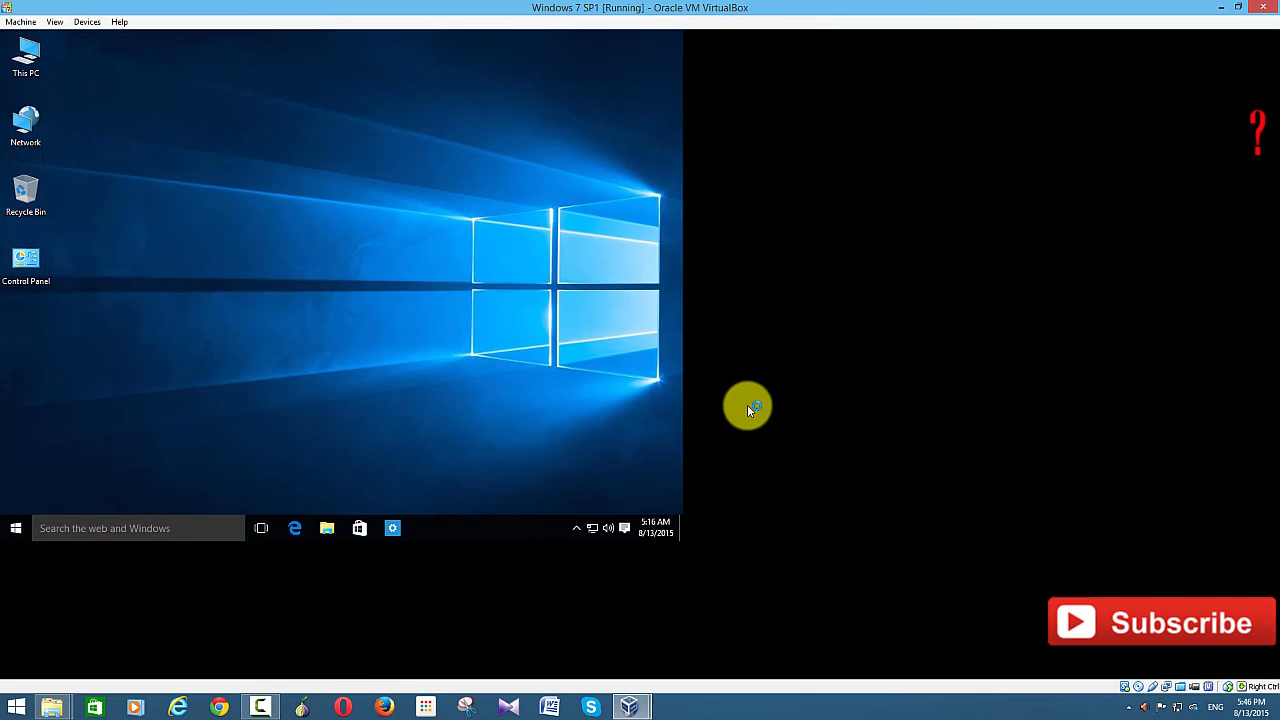 Windows 7 SP1 [Running] - Oracle VM VirtualBox
Machine View Devices Help
This PC
?
Network
Recycle Bin
Control Panel
Search the web and Windows
5:16 AM
8/13/2015
Subscribe
Right Ctrl
ENG
5:46 PM
8/13/2015